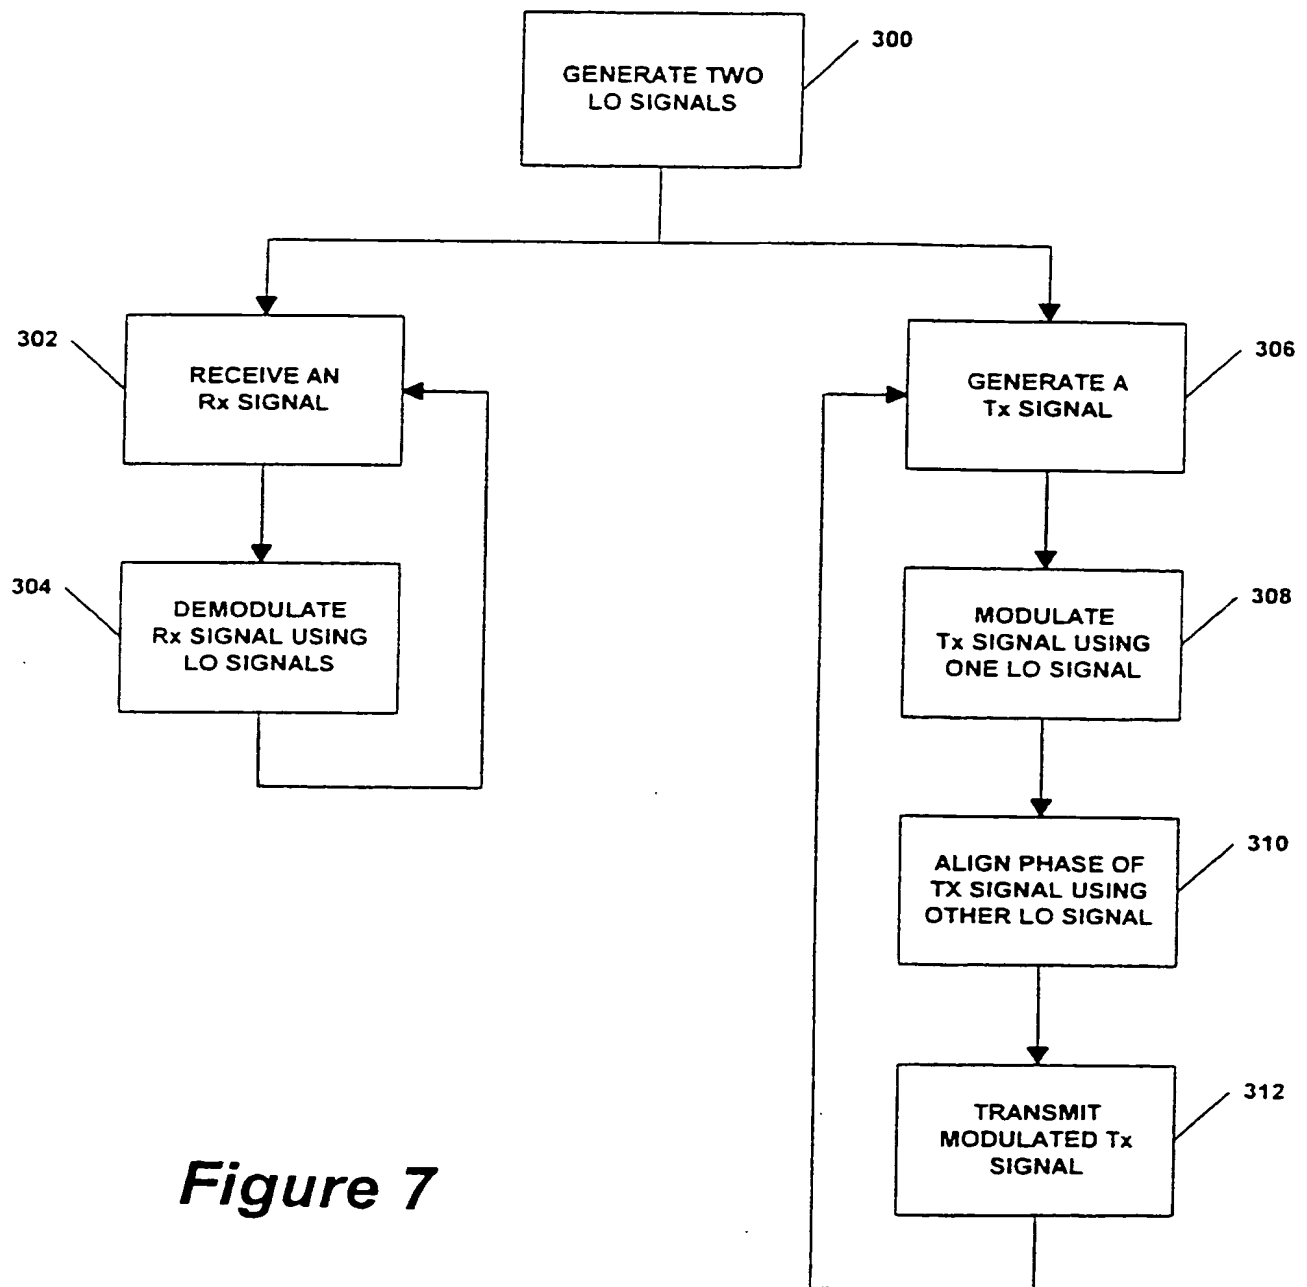 300
GENERATE TWO
LO SIGNALS
302
RECEIVE AN
Rx SIGNAL
306
GENERATE A
Tx SIGNAL
304
DEMODULATE
Rx SIGNAL USING
LO SIGNALS
308
MODULATE
Tx SIGNAL USING
ONE LO SIGNAL
310
ALIGN PHASE OF
TX SIGNAL USING
OTHER LO SIGNAL
312
TRANSMIT
MODULATED Tx
SIGNAL
Figure 7